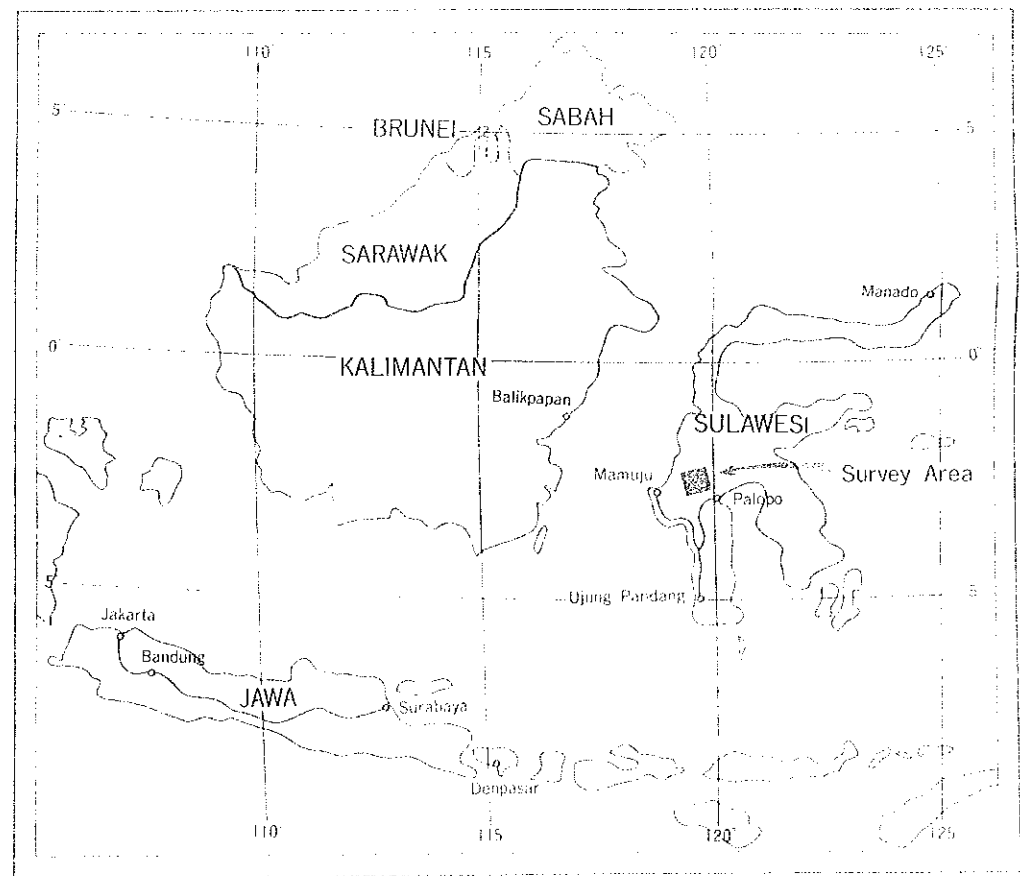 110°
115
120°
125°
5°
5
BRUNEI
SABAH
SARAWAK
Manado
0°
0°
KALIMANTAN
Balikpapan
SULAWESI
Mamuju
Survey Area
Palopo
5
Ujung Pandang
5
Jakarta
Bandung
JAWA
Surabaya
Denpasar
110°
115
120°
125